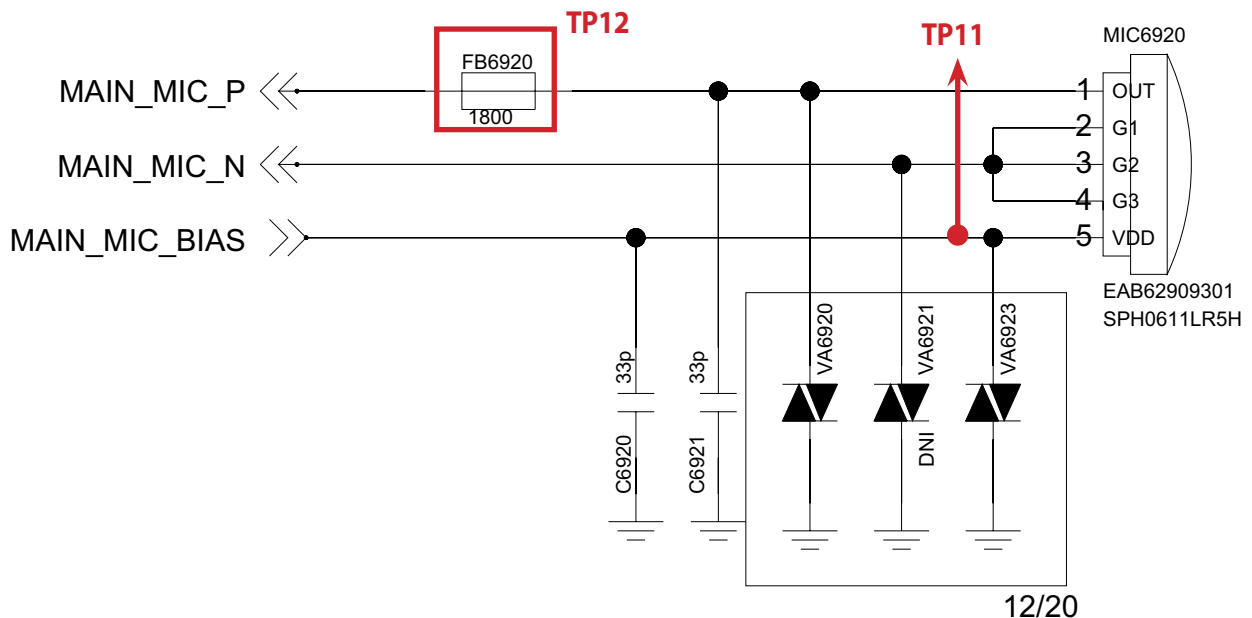 TP12
TP11
MIC6920
FB6920
MAIN_MIC_P
1800
1 OUT
2 G1
MAIN_MIC_N
3 G2
4 G3
MAIN_MIC_BIAS
5 VDD
EAB62909301
SPH0611LR5H
33p
33p
VA6920
VA6921
VA6923
C6920
C6921
DNI
12/20